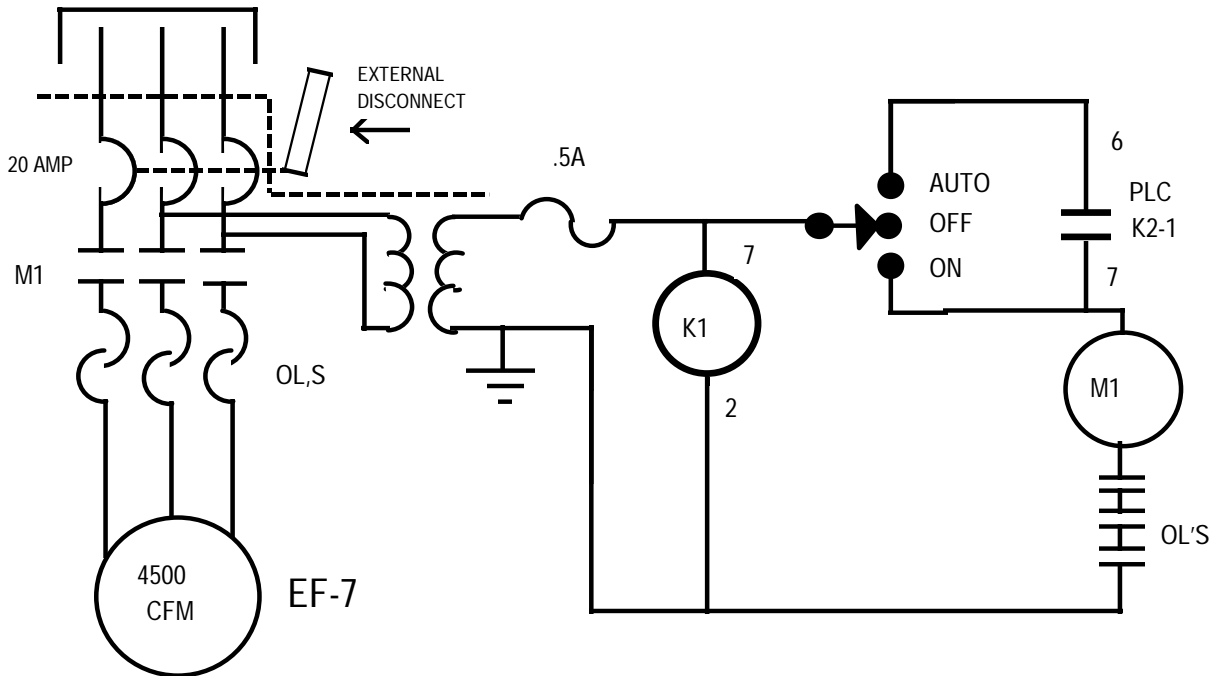 EXTERNAL
DISCONNECT
20 AMP
.5A
AUTO
OFF
ON
6
PLC
K2-1
7
7
M1
K1
OL,S
2
M1
OL'S
4500
CFM
EF-7